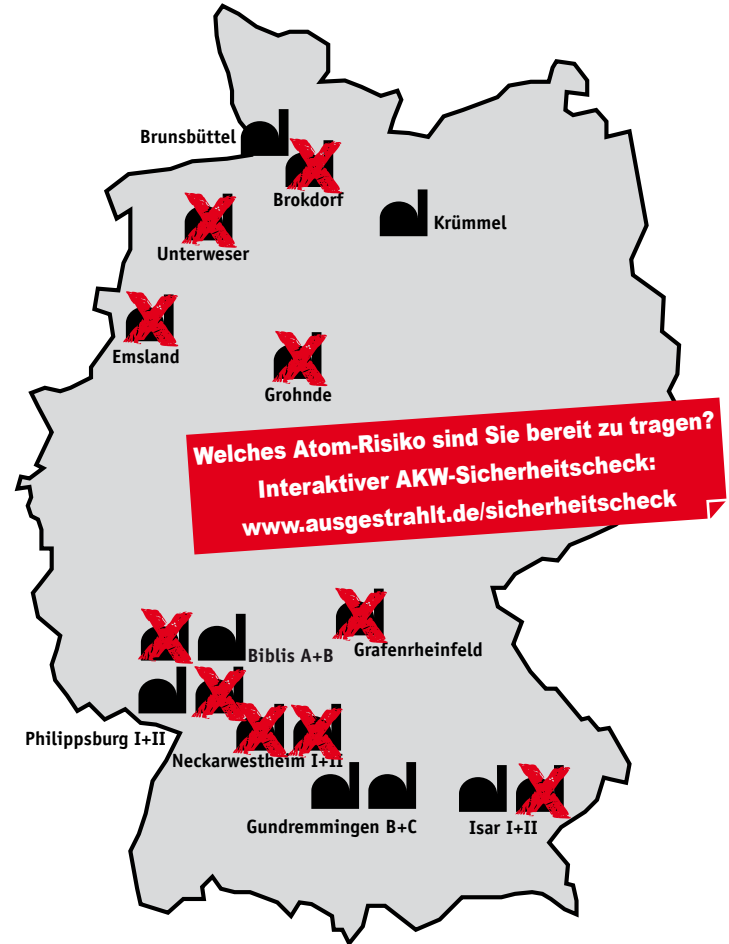 Brunsbüttel
Brokdorf
Krümmel
Unterweser
Emsland
Grohnde
Welches Atom-Risiko sind Sie bereit zu tragen?
Interaktiver AKW-Sicherheitscheck:
www.ausgestrahlt.de/sicherheitscheck
Grafenrheinfeld
Biblis A+B
Philippsburg I+II
Neckarwestheim I+II
Gundremmingen B+C
Isar I+II